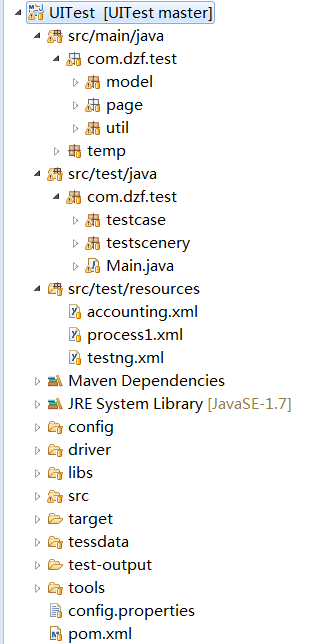 UITest [UITest master]
src/main/java
com.dzf.test
model
page
util
temp
src/test/java
com.dzf.test
testcase
testscenery
Main.java
src/test/resources
accounting.xml
process1.xml
testng.xml
Maven Dependencies
JRE System Library [JavaSE-1.7]
config
driver
libs
src
target
tessdata
test-output
tools
config.properties
pom.xml